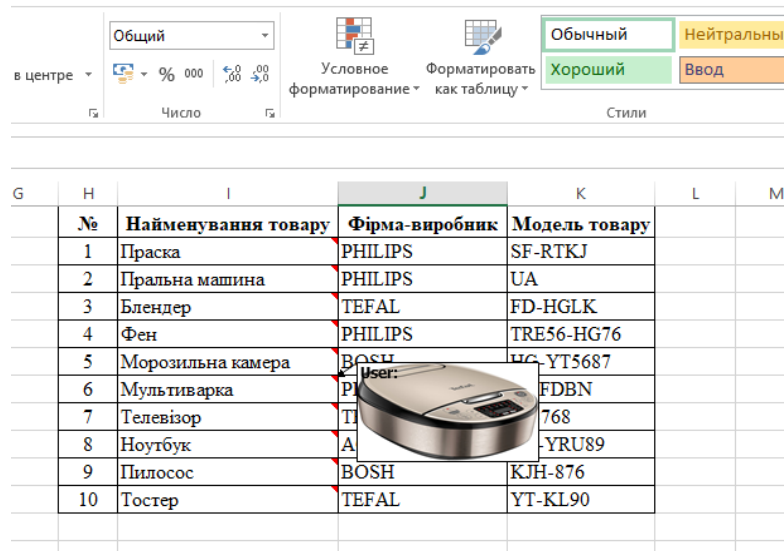 Общий
Обычный Нейтральны
в центре % 000 ,00 ,0 Условное Форматировать Хороший Ввод
форматирование как таблицу
Число Стили
G H I J K L M
№ Найменування товару Фірма-виробник Модель товару
1 Праска PHILIPS SF-RTKJ
2 Пральна машина PHILIPS UA
3 Блендер TEFAL FD-HGLK
4 Фен PHILIPS TRE56-HG76
5 Морозильна камера BOSH HG-YT5687
User:
6 Мультиварка FDBN
7 Телевізор 768
8 Ноутбук A -YRU89
9 Пилосос BOSH KJH-876
10 Тостер TEFAL YT-KL90